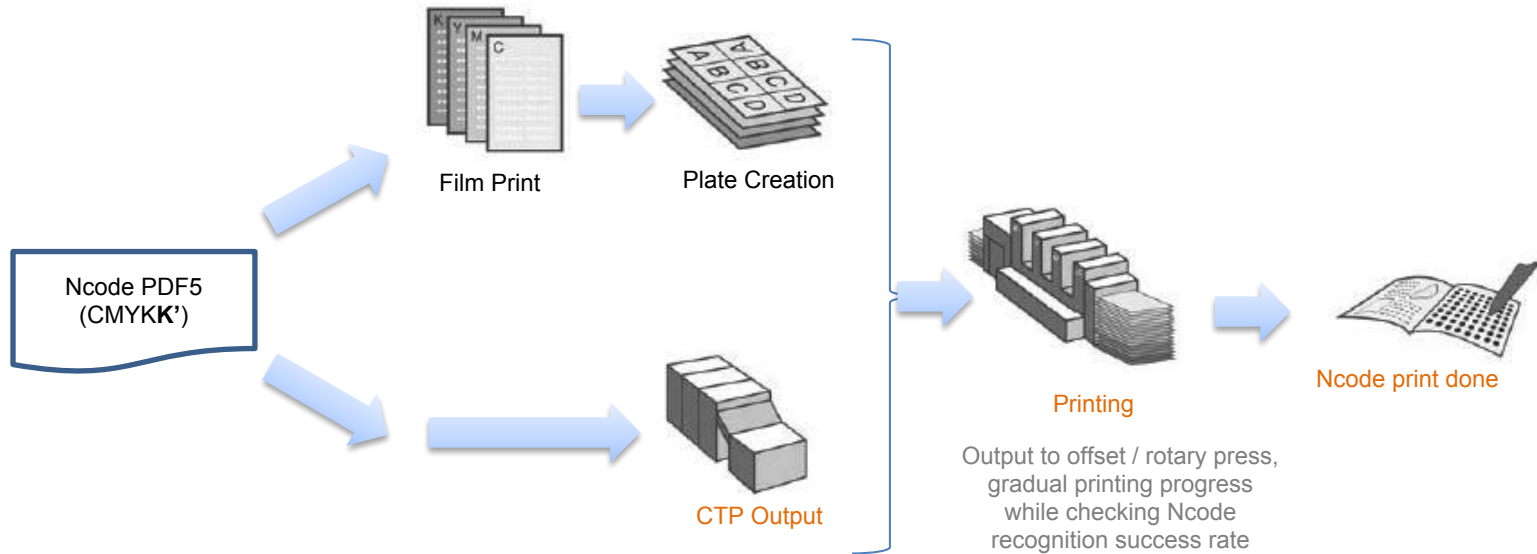 K
Y
M
C
A B C D
A B C D
Film Print
Plate Creation
Ncode PDF5
(CMYKK’)
CTP Output
Printing
Output to offset / rotary press,
gradual printing progress
while checking Ncode
recognition success rate
Ncode print done